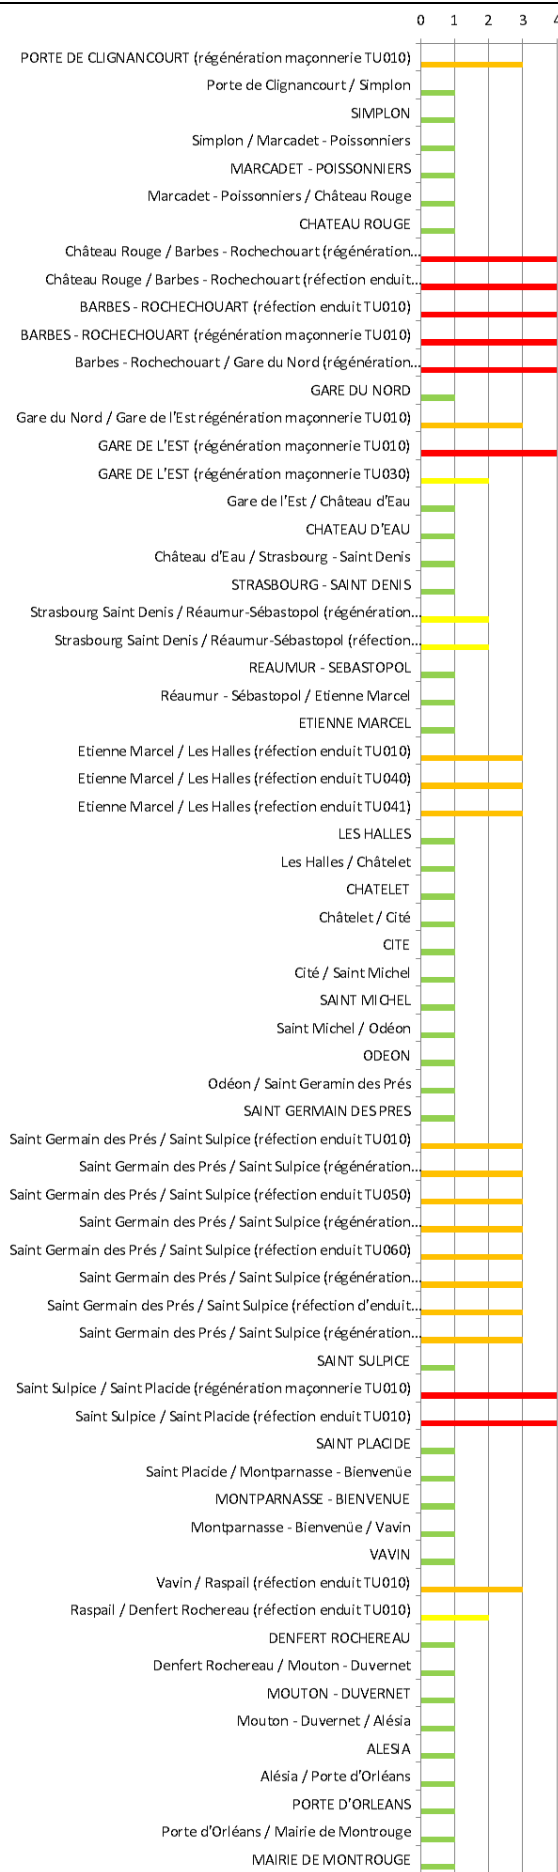 0 1 2 3 4
PORTE DE CLIGNANCOURT (régénération maçonnerie TU010)
Porte de Clignancourt / Simplon
SIMPLON
Simplon / Marcadet - Poissonniers
MARCADET - POISSONNIERS
Marcadet - Poissonniers / Château Rouge
CHATEAU ROUGE
Château Rouge / Barbes - Rochechouart (régénération...
Château Rouge / Barbes - Rochechouart (réfection enduit...
BARBES - ROCHECHOUART (réfection enduit TU010)
BARBES - ROCHECHOUART (régénération maçonnerie TU010)
Barbes - Rochechouart / Gare du Nord (régénération...
GARE DU NORD
Gare du Nord / Gare de l'Est régénération maçonnerie TU010)
GARE DE L'EST (régénération maçonnerie TU010)
GARE DE L'EST (régénération maçonnerie TU030)
Gare de l'Est / Château d'Eau
CHATEAU D'EAU
Château d'Eau / Strasbourg - Saint Denis
STRASBOURG - SAINT DENIS
Strasbourg Saint Denis / Réaumur-Sébastopol (régénération...
Strasbourg Saint Denis / Réaumur-Sébastopol (réfection...
REAUMUR - SEBASTOPOL
Réaumur - Sébastopol / Etienne Marcel
ETIENNE MARCEL
Etienne Marcel / Les Halles (réfection enduit TU010)
Etienne Marcel / Les Halles (réfection enduit TU040)
Etienne Marcel / Les Halles (refection enduit TU041)
LES HALLES
Les Halles / Châtelet
CHATELET
Châtelet / Cité
CITE
Cité / Saint Michel
SAINT MICHEL
Saint Michel / Odéon
ODEON
Odéon / Saint Geramin des Prés
SAINT GERMAIN DES PRES
Saint Germain des Prés / Saint Sulpice (réfection enduit TU010)
Saint Germain des Prés / Saint Sulpice (régénération...
Saint Germain des Prés / Saint Sulpice (réfection enduit TU050)
Saint Germain des Prés / Saint Sulpice (régénération...
Saint Germain des Prés / Saint Sulpice (réfection enduit TU060)
Saint Germain des Prés / Saint Sulpice (régénération...
Saint Germain des Prés / Saint Sulpice (réfection d'enduit...
Saint Germain des Prés / Saint Sulpice (régénération...
SAINT SULPICE
Saint Sulpice / Saint Placide (régénération maçonnerie TU010)
Saint Sulpice / Saint Placide (réfection enduit TU010)
SAINT PLACIDE
Saint Placide / Montparnasse - Bienvenüe
MONTPARNASSE - BIENVENUE
Montparnasse - Bienvenüe / Vavin
VAVIN
Vavin / Raspail (réfection enduit TU010)
Raspail / Denfert Rochereau (réfection enduit TU010)
DENFERT ROCHEREAU
Denfert Rochereau / Mouton - Duvernet
MOUTON - DUVERNET
Mouton - Duvernet / Alésia
ALESIA
Alésia / Porte d'Orléans
PORTE D'ORLEANS
Porte d'Orléans / Mairie de Montrouge
MAIRIE DE MONTROUGE